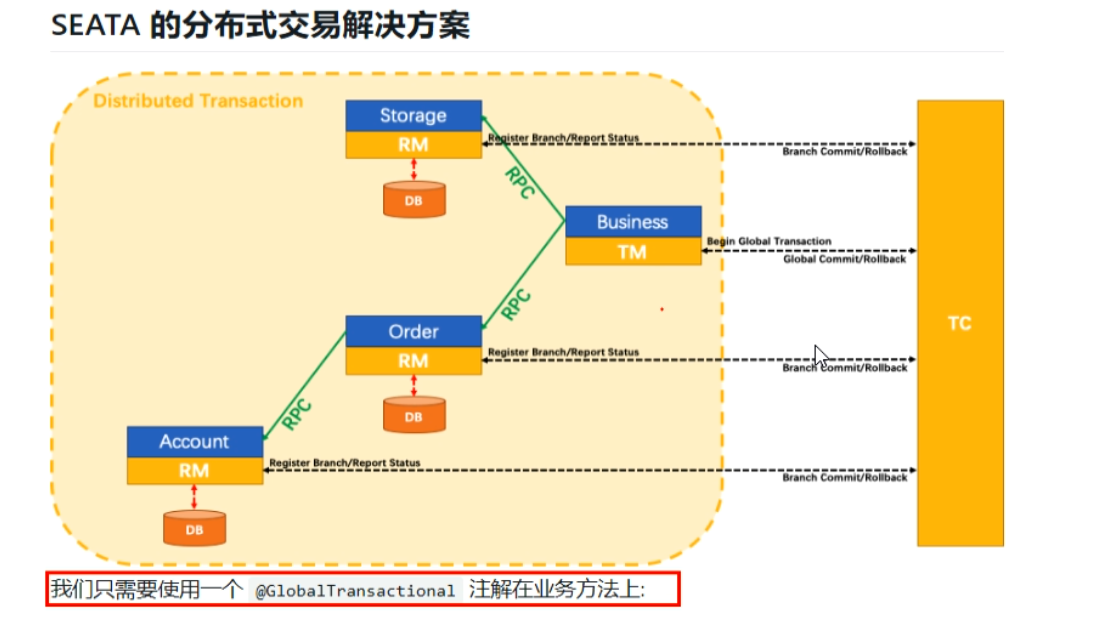 SEATA 的分布式交易解决方案
Distributed Transaction
Storage
RM
DB
Register Branch/Report Status
Branch Commit/Rollback
RPC
Business
TM
Begin Global Transaction
Global Commit/Rollback
RPC
Order
RM
DB
Register Branch/Report Status
Branch Commit/Rollback
TC
RPC
Account
RM
DB
Register Branch/Report Status
Branch Commit/Rollback
我们只需要使用一个 @GlobalTransactional 注解在业务方法上: